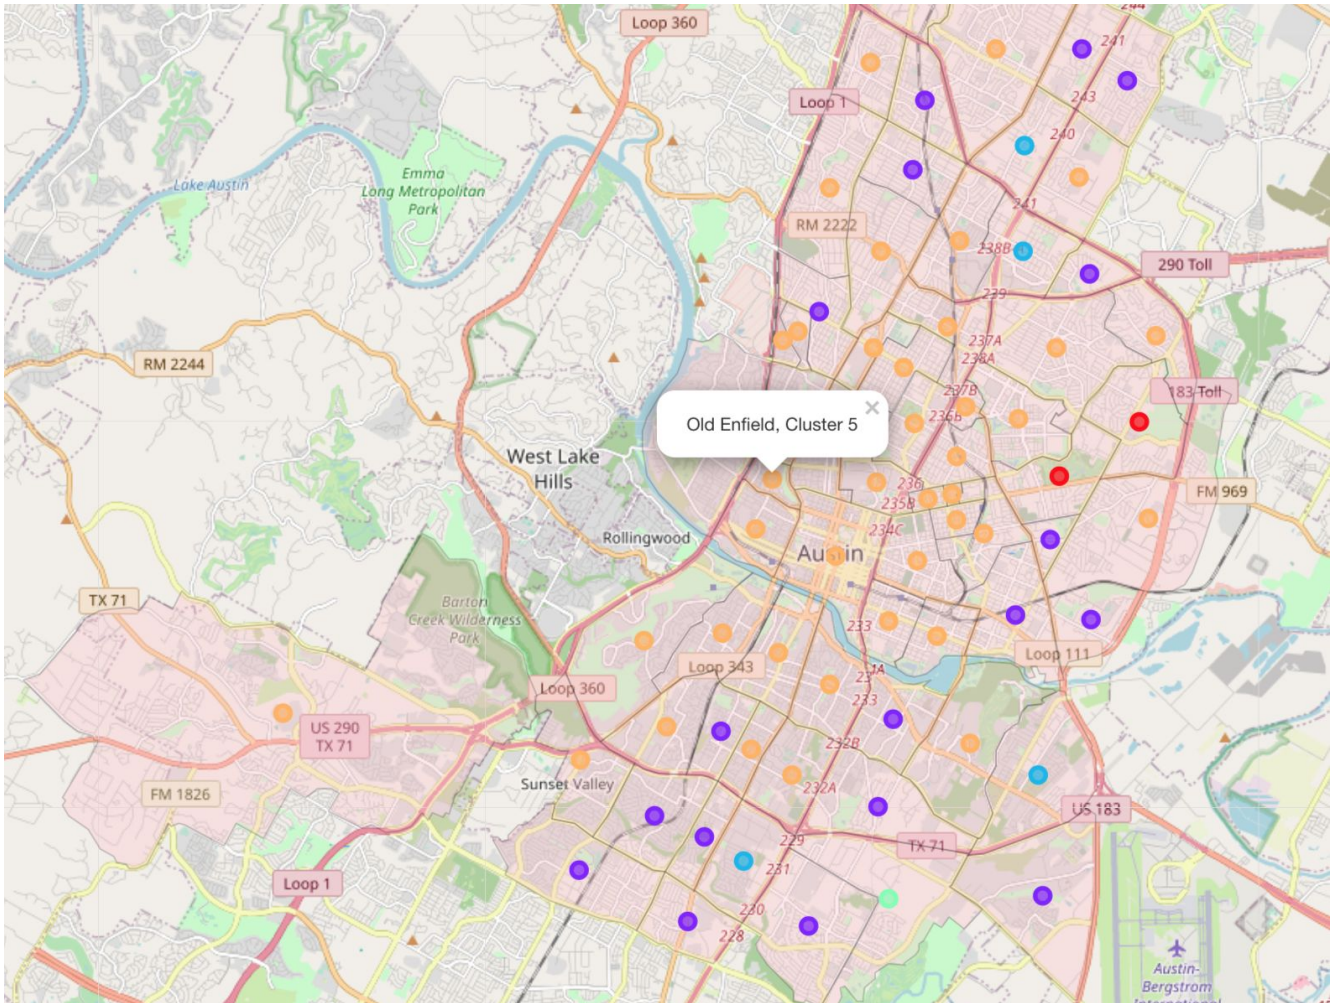 244
Loop 360
241
243
Loop 1
240
Emma
Long Metropolitan
Park
Lake Austin
241
RM 2222
238B
290 Toll
239
237A
238A
RM 2244
237B
183 Toll
236B
Old Enfield, Cluster 5
×
West Lake
Hills
236
235B
FM 969
234C
Rollingwood
Austin
TX 71
Barton
Creek Wilderness
Park
233
Loop 111
Loop 343
234A
Loop 360
233
US 290
TX 71
232B
Sunset Valley
232A
FM 1826
US 183
229
TX 71
231
Loop 1
230
228
Austin-
Bergstrom
International